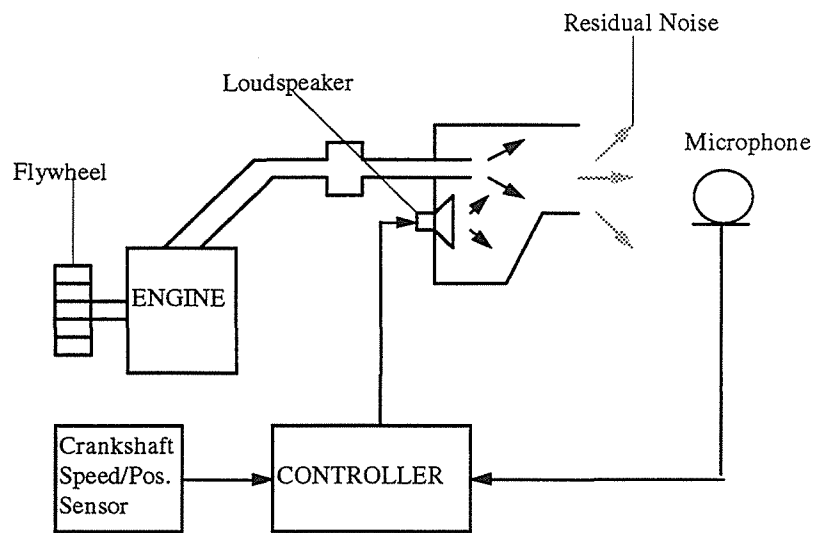 Residual Noise
Loudspeaker
Microphone
Flywheel
ENGINE
Crankshaft
Speed/Pos.
Sensor
CONTROLLER